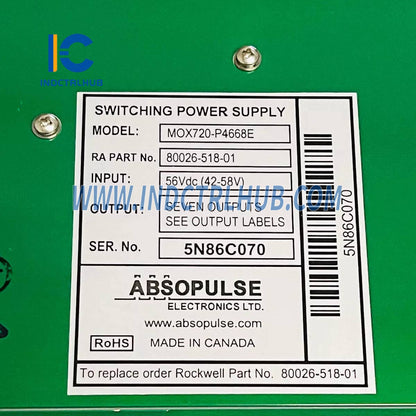 INDCTRLHUB
SWITCHING POWER SUPPLY
MODEL: MOX720-P4668E
RA PART No. 80026-518-01
INPUT: 56Vdc (42-58V)
WWW.INDCTRLHUB.COM
OUTPUT: SEVEN OUTPUTS
SEE OUTPUT LABELS
SER. No. 5N86C070
5N86C070
ABSOPULSE
ELECTRONICS LTD.
www.absopulse.com
RoHS MADE IN CANADA
To replace order Rockwell Part No. 80026-518-01